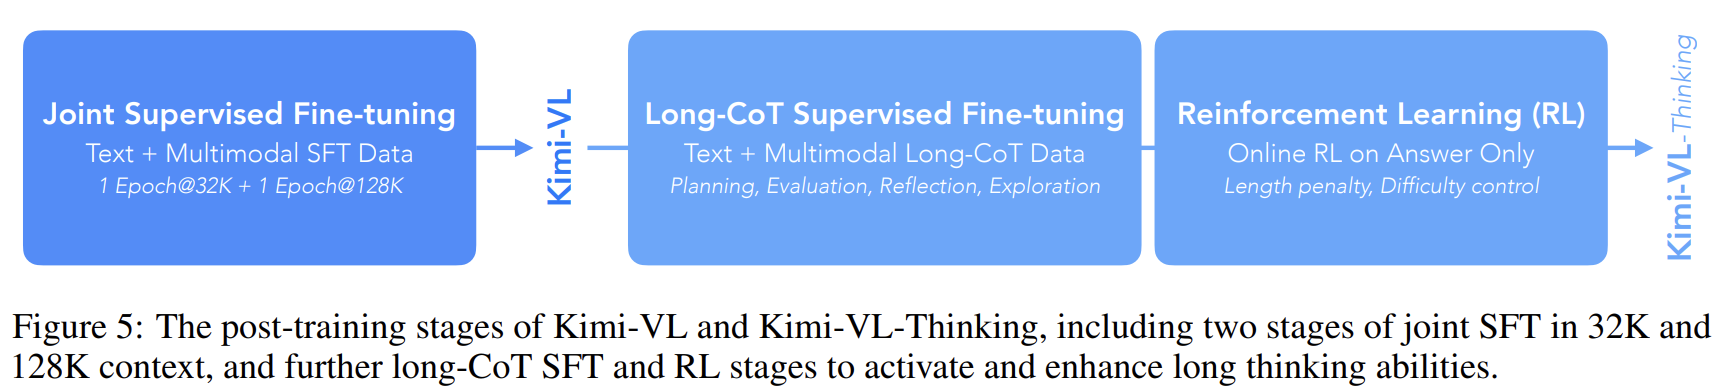 Joint Supervised Fine-tuning
Text + Multimodal SFT Data
1 Epoch@32K + 1 Epoch@128K
Kimi-VL
Long-CoT Supervised Fine-tuning
Text + Multimodal Long-CoT Data
Planning, Evaluation, Reflection, Exploration
Reinforcement Learning (RL)
Online RL on Answer Only
Length penalty, Difficulty control
Kimi-VL-Thinking
Figure 5: The post-training stages of Kimi-VL and Kimi-VL-Thinking, including two stages of joint SFT in 32K and
128K context, and further long-CoT SFT and RL stages to activate and enhance long thinking abilities.